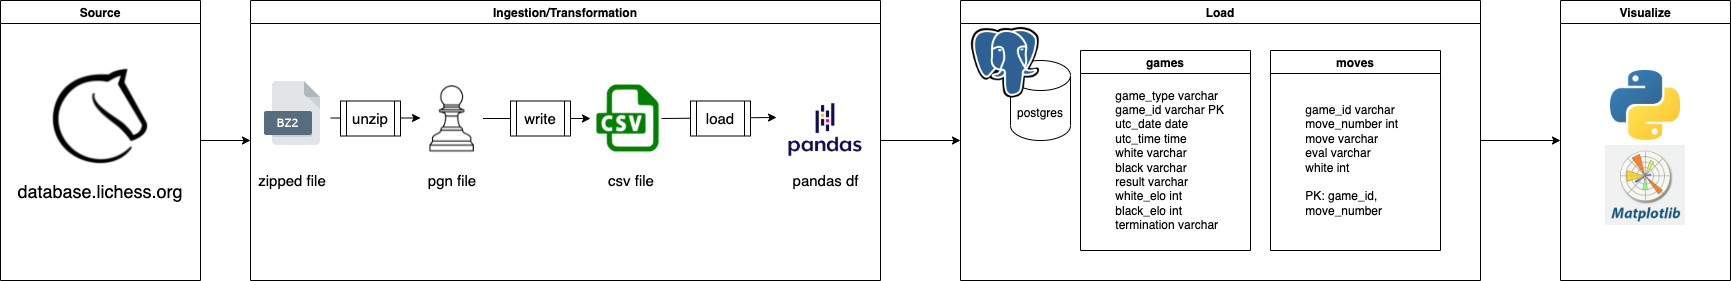 Source
database.lichess.org
Ingestion/Transformation
BZ2
zipped file
unzip
pgn file
write
CSV
csv file
load
pandas
pandas df
Load
postgres
games
game_type varchar
game_id varchar PK
utc_date date
utc_time time
white varchar
black varchar
result varchar
white_elo int
black_elo int
termination varchar
moves
game_id varchar
move_number int
move varchar
eval varchar
white int
PK: game_id,
move_number
Visualize
Matplotlib